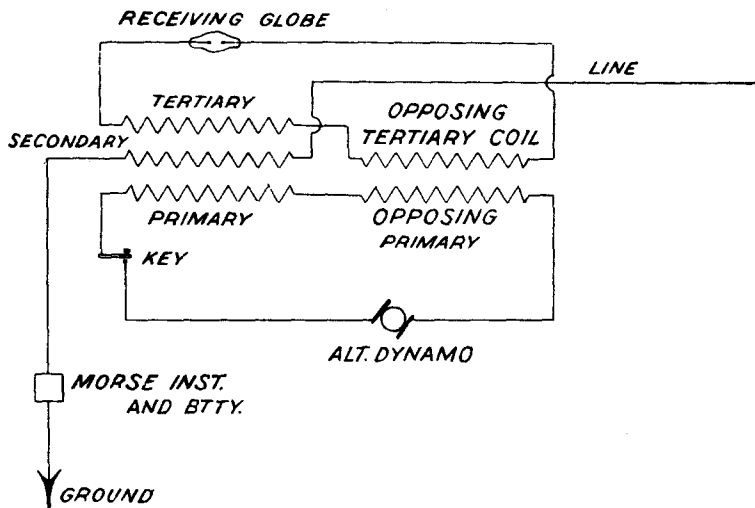 RECEIVING GLOBE
LINE
TERTIARY
OPPOSING
TERTIARY COIL
SECONDARY
PRIMARY
OPPOSING
PRIMARY
KEY
ALT. DYNAMO
MORSE INST.
AND BTTY.
GROUND